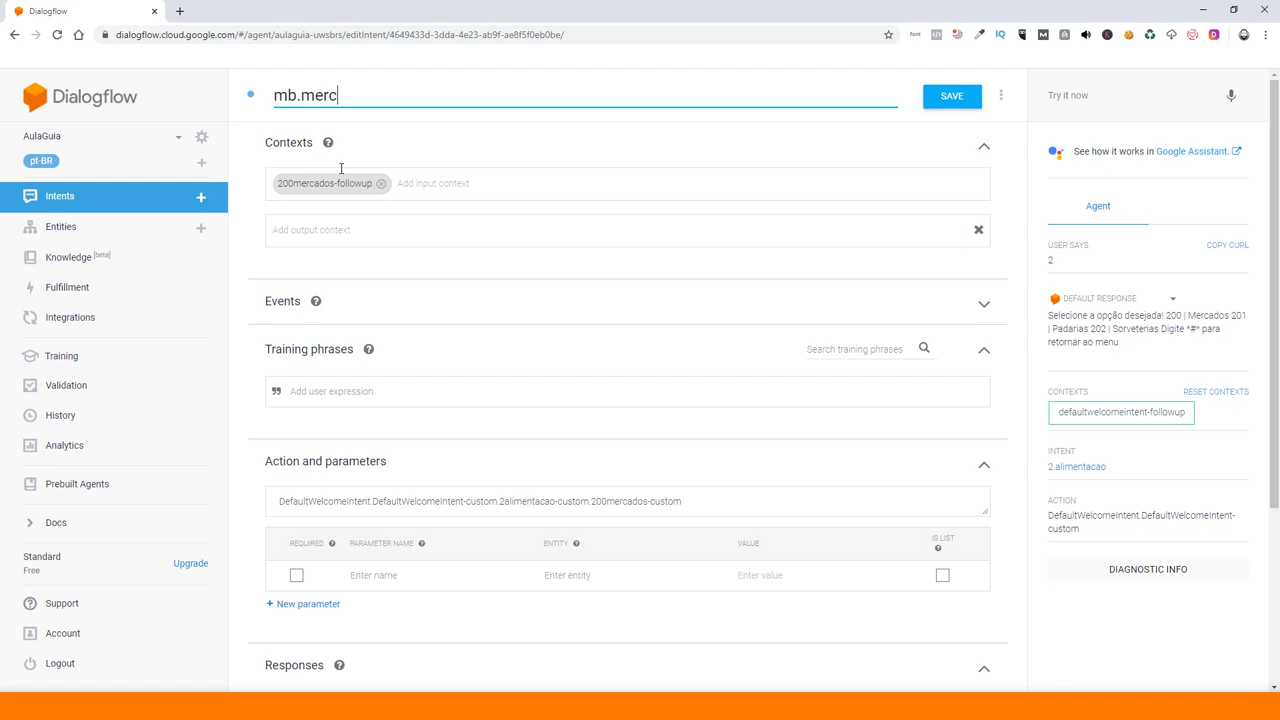 Dialogflow
dialogflow.cloud.google.com/#/agent/aulaguia-uwsbrs/editIntent/4649433d-3dda-4e23-ab9f-ae8f5f0eb0be/
Dialogflow
AulaGuia
pt-BR
Intents
Entities
Knowledge [beta]
Fulfillment
Integrations
Training
Validation
History
Analytics
Prebuilt Agents
Docs
Standard
Free
Upgrade
Support
Account
Logout
mb.merc
SAVE
Contexts
200mercados-followup
Add input context
Add output context
Events
Training phrases
Search training phrases
Add user expression
Action and parameters
DefaultWelcomeIntent.DefaultWelcomeIntent-custom.2alimentacao-custom.200mercados-custom
REQUIRED
PARAMETER NAME
ENTITY
VALUE
IS LIST
Enter name
Enter entity
Enter value
+ New parameter
Responses
Try it now
See how it works in Google Assistant.
Agent
USER SAYS
COPY CURL
2
DEFAULT RESPONSE
Selecione a opção desejada! 200 | Mercados 201
| Padarias 202 | Sorveterias Digite *#* para
retornar ao menu
CONTEXTS
RESET CONTEXTS
defaultwelcomeintent-followup
INTENT
2.alimentacao
ACTION
DefaultWelcomeIntent.DefaultWelcomeIntent-
custom
DIAGNOSTIC INFO